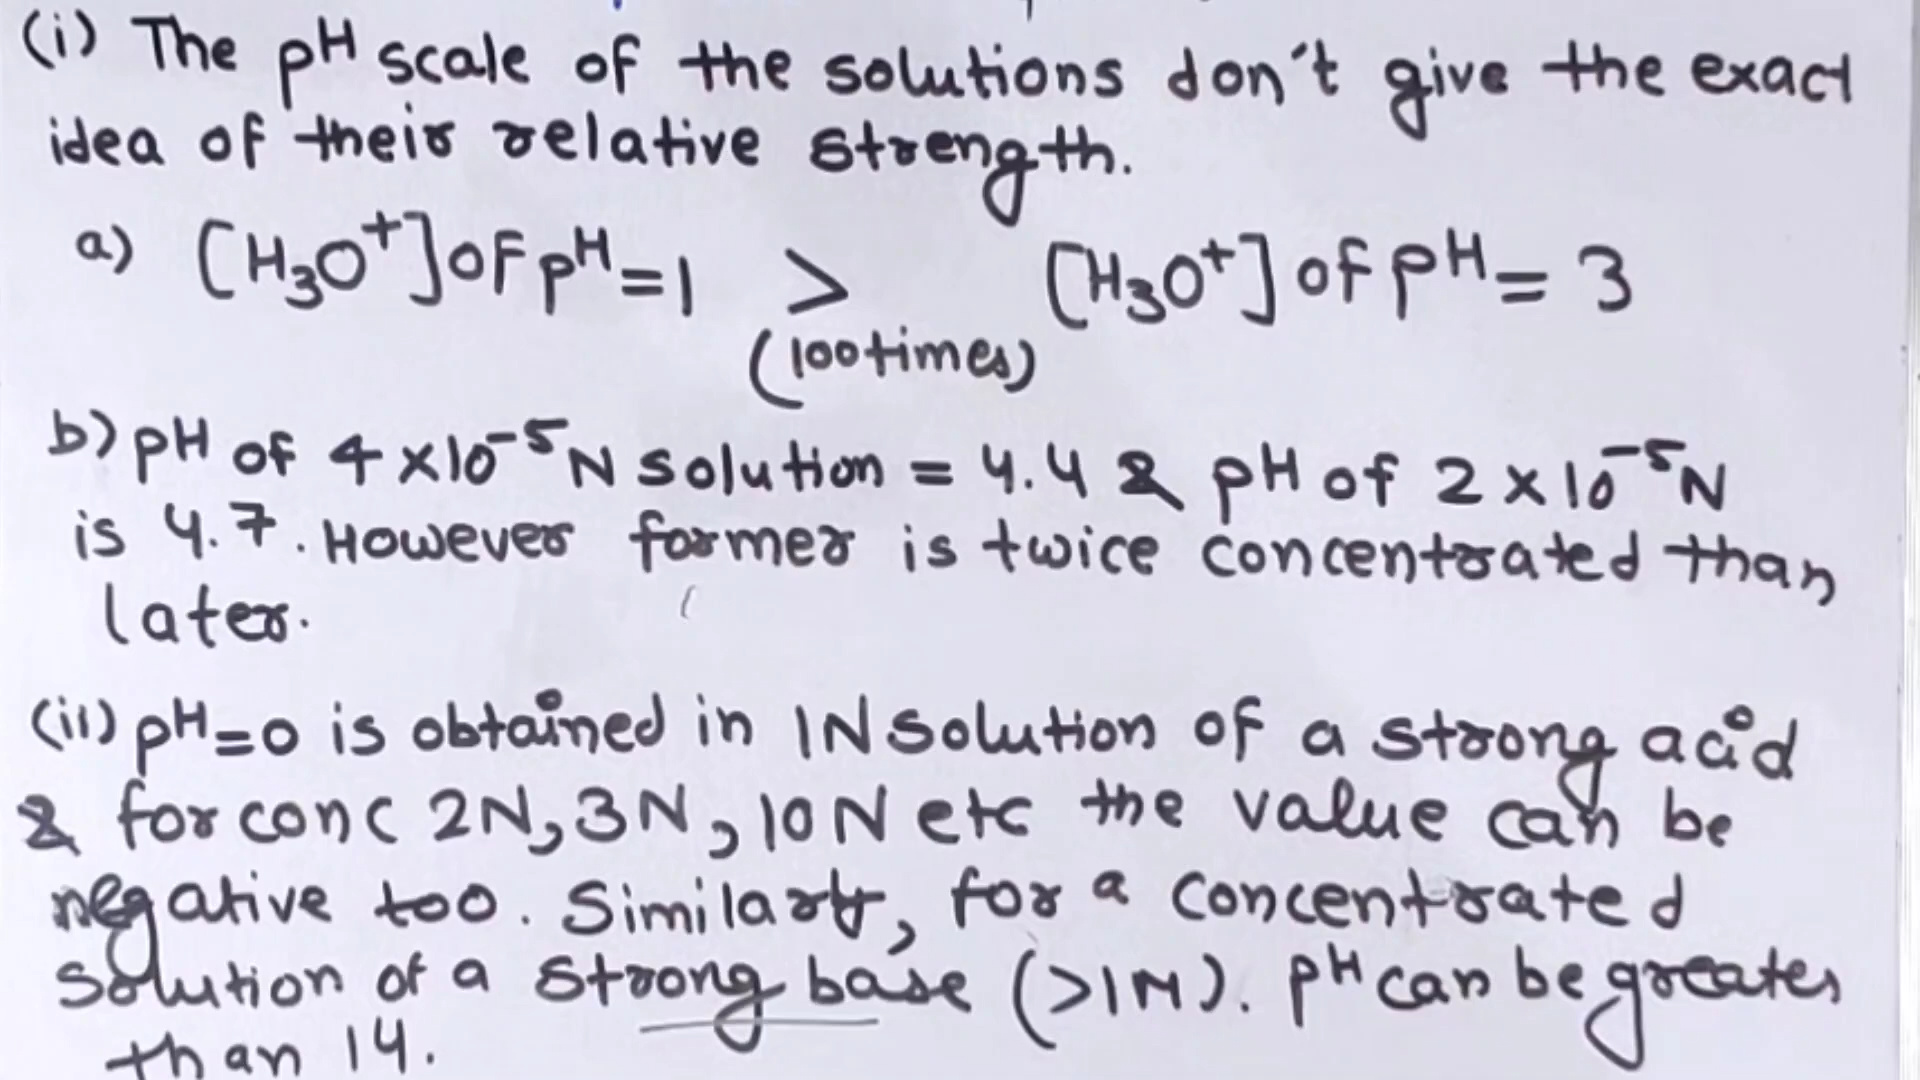 (i) The pH scale of the solutions don't give the exact
idea of their relative strength.
a) [H₃O⁺] of pH = 1 > [H₃O⁺] of pH = 3
(100 times)
b) pH of 4 × 10⁻⁵ N solution = 4.4 & pH of 2 × 10⁻⁵ N
is 4.7. However former is twice concentrated than
later.
(ii) pH = 0 is obtained in 1N solution of a strong acid
& for conc 2N, 3N, 10N etc the value can be
negative too. Similarly, for a concentrated
solution of a strong base (>1M). pH can be greater
than 14.